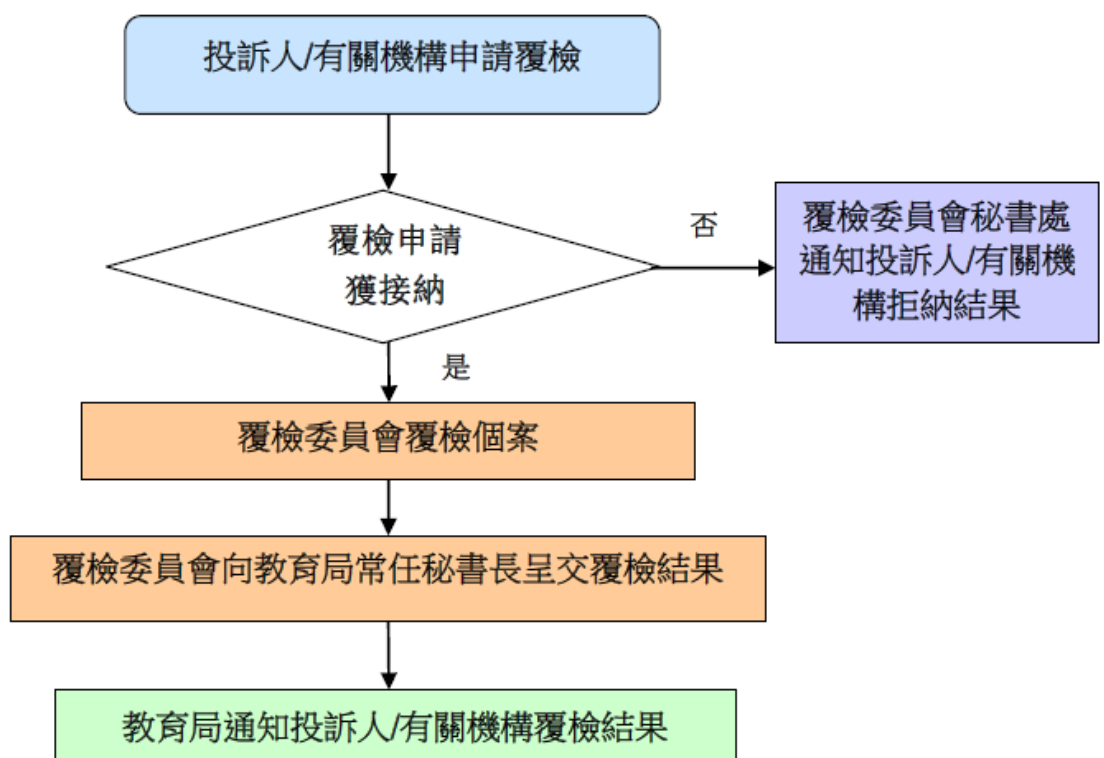 投訴人/有關機構申請覆檢
覆檢申請
獲接納
否
覆檢委員會秘書處
通知投訴人/有關機
構拒納結果
是
覆檢委員會覆檢個案
覆檢委員會向教育局常任秘書長呈交覆檢結果
教育局通知投訴人/有關機構覆檢結果